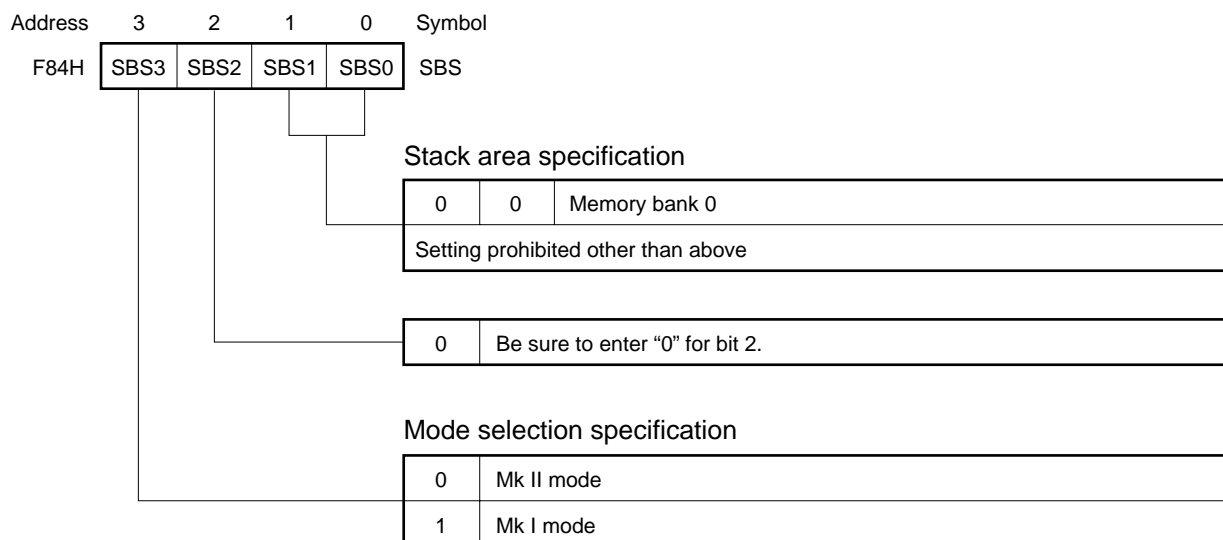 Address 3 2 1 0 Symbol
F84H SBS3 SBS2 SBS1 SBS0 SBS
Stack area specification
0 0 Memory bank 0
Setting prohibited other than above
0 Be sure to enter “0” for bit 2.
Mode selection specification
0 Mk II mode
1 Mk I mode